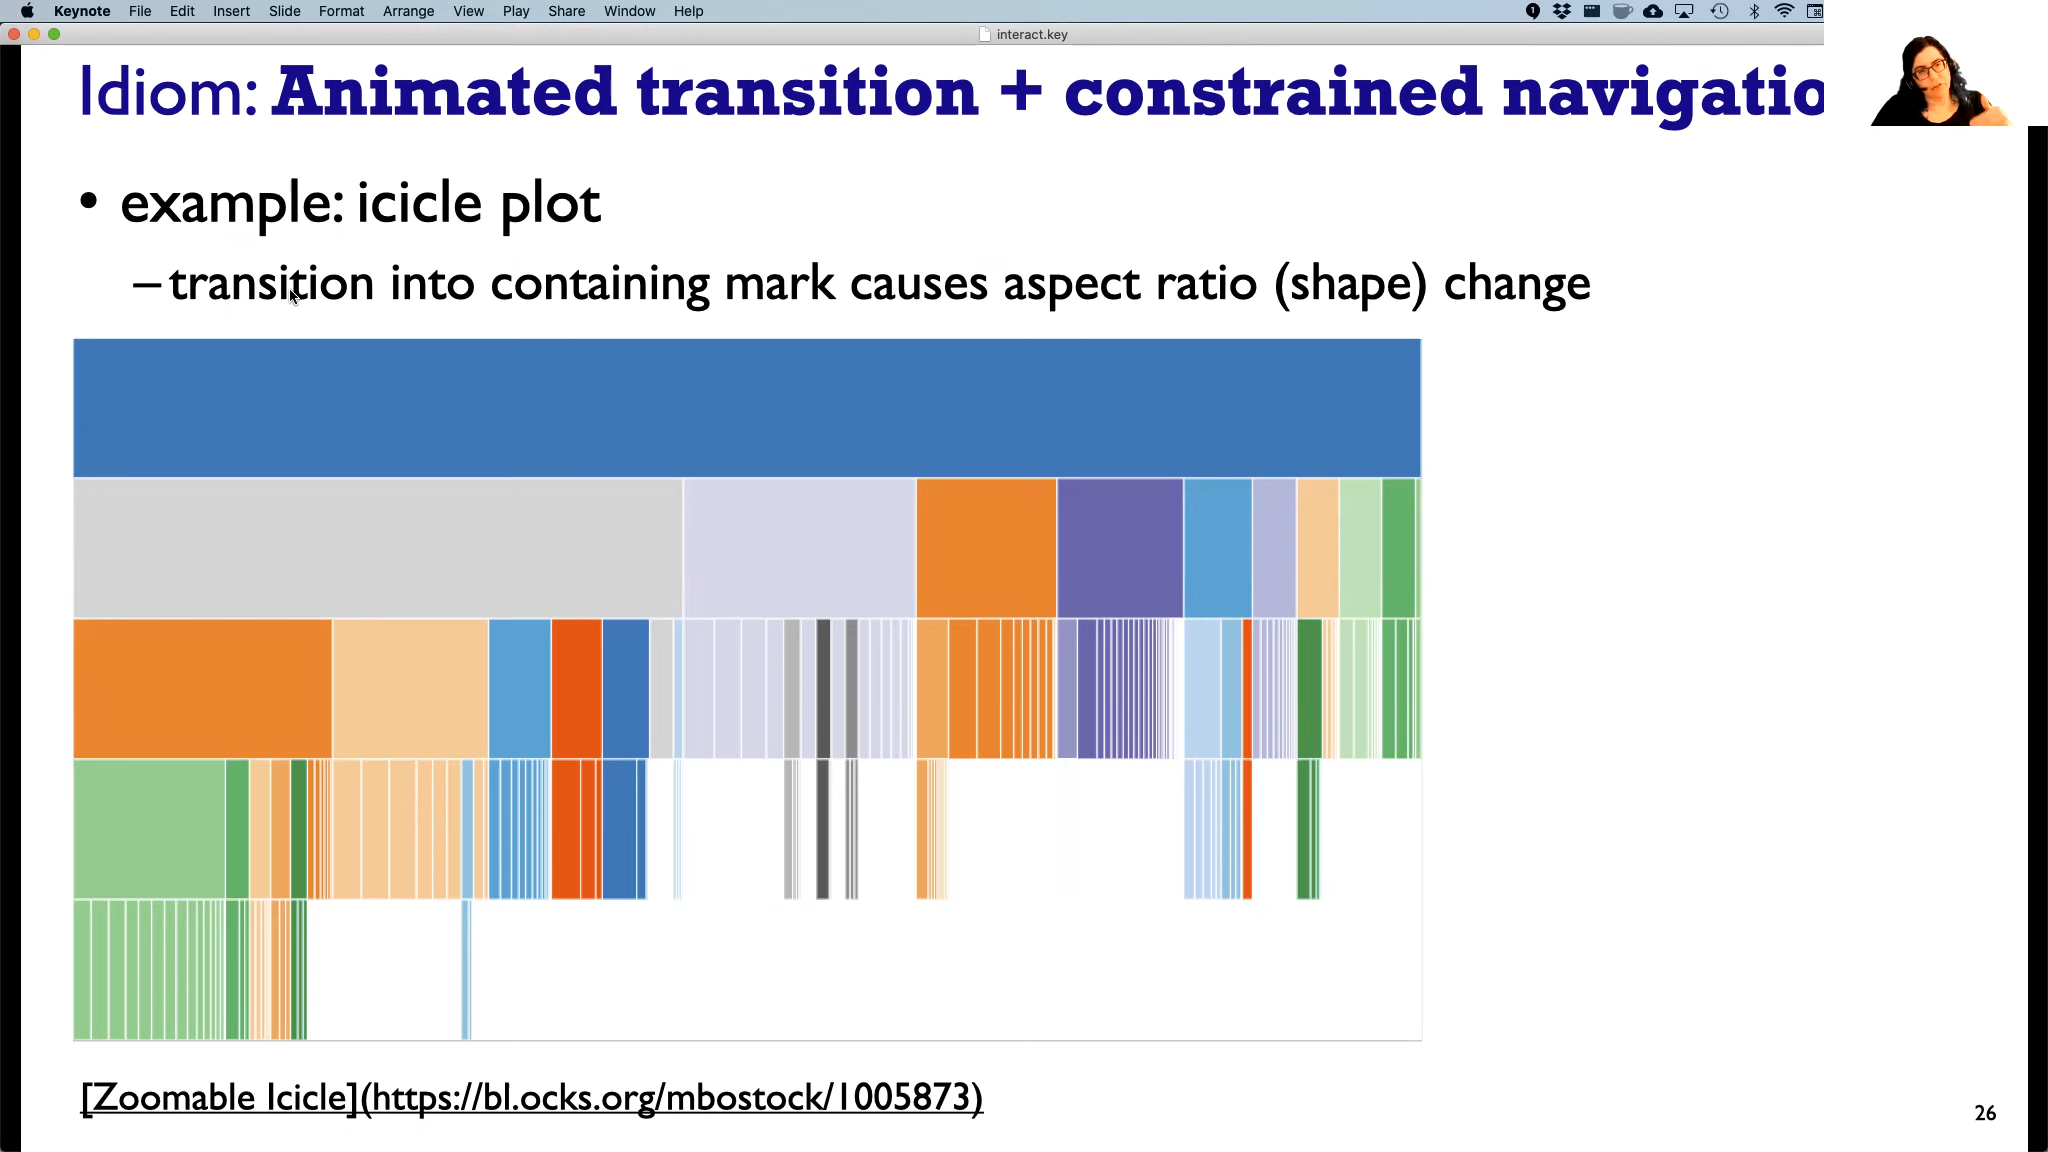 Keynote File Edit Insert Slide Format Arrange View Play Share Window Help
interact.key
Idiom: Animated transition + constrained navigatio
• example: icicle plot
– transition into containing mark causes aspect ratio (shape) change
[Zoomable Icicle](https://bl.ocks.org/mbostock/1005873)
26